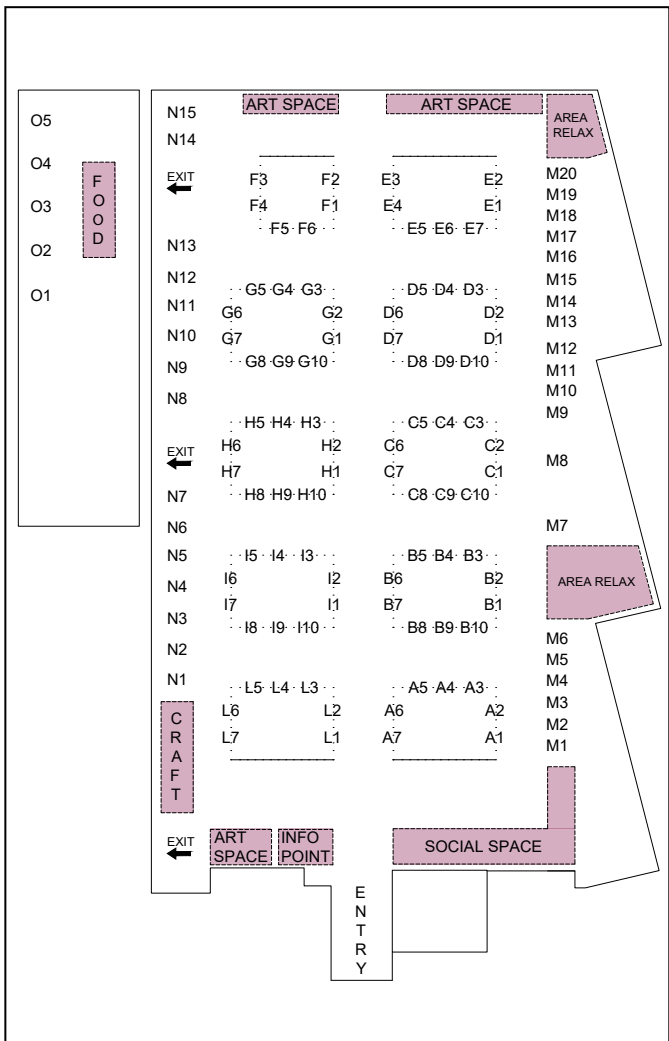 ART SPACE
ART SPACE
AREA
RELAX
O5
O4
O3
O2
O1
FOOD
N15
N14
EXIT
N13
N12
N11
N10
N9
N8
EXIT
N7
N6
N5
N4
N3
N2
N1
CRAFT
EXIT
F3 F2
F4 F1
F5 F6
E3 E2
E4 E1
E5 E6 E7
G5 G4 G3
G6 G2
G7 G1
G8 G9 G10
D5 D4 D3
D6 D2
D7 D1
D8 D9 D10
H5 H4 H3
H6 H2
H7 H1
H8 H9 H10
C5 C4 C3
C6 C2
C7 C1
C8 C9 C10
I5 I4 I3
I6 I2
I7 I1
I8 I9 I10
B5 B4 B3
B6 B2
B7 B1
B8 B9 B10
L5 L4 L3
L6 L2
L7 L1
A5 A4 A3
A6 A2
A7 A1
M20
M19
M18
M17
M16
M15
M14
M13
M12
M11
M10
M9
M8
M7
AREA RELAX
M6
M5
M4
M3
M2
M1
ART
SPACE
INFO
POINT
SOCIAL SPACE
ENTRY